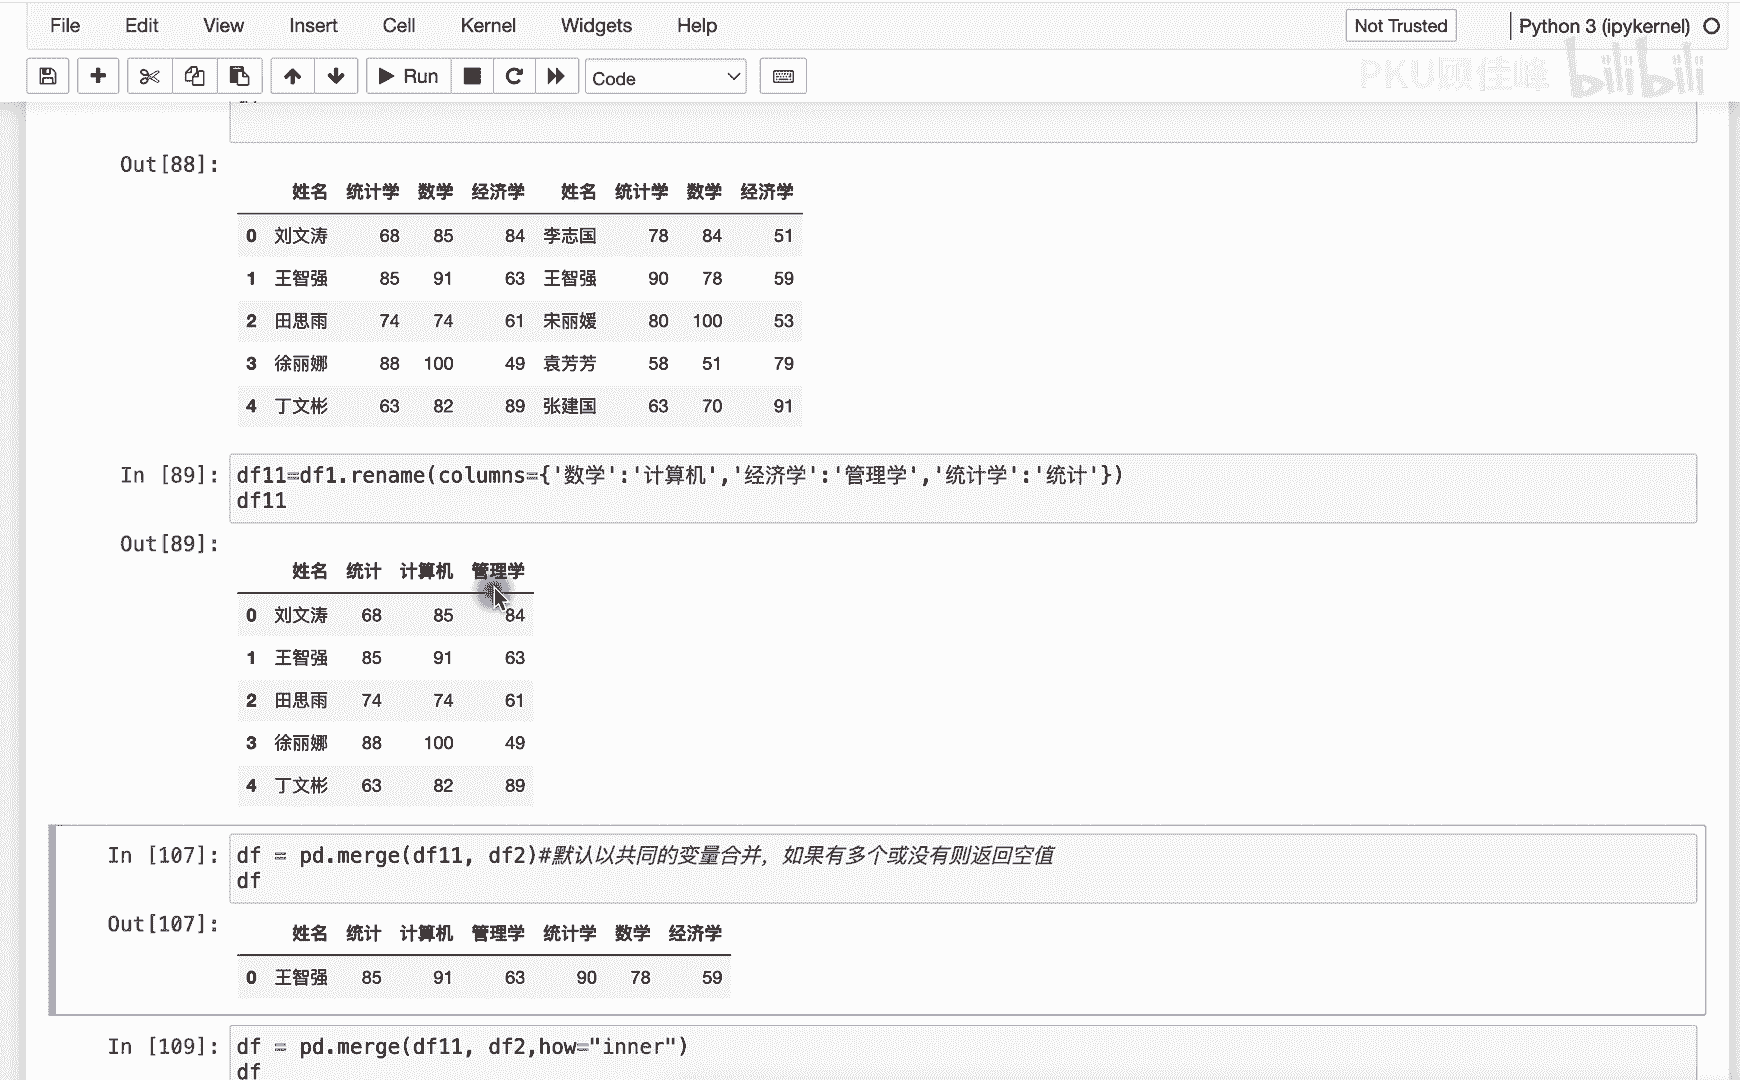 File Edit View Insert Cell Kernel Widgets Help Not Trusted Python 3 (ipykernel)
Run Code PKU顾佳峰 bilibili
Out[88]:
姓名 统计学 数学 经济学 姓名 统计学 数学 经济学
0 刘文涛 68 85 84 李志国 78 84 51
1 王智强 85 91 63 王智强 90 78 59
2 田思雨 74 74 61 宋丽媛 80 100 53
3 徐丽娜 88 100 49 袁芳芳 58 51 79
4 丁文彬 63 82 89 张建国 63 70 91
In [89]: df11=df1.rename(columns={'数学':'计算机','经济学':'管理学','统计学':'统计'})
df11
Out[89]:
姓名 统计 计算机 管理学
0 刘文涛 68 85 84
1 王智强 85 91 63
2 田思雨 74 74 61
3 徐丽娜 88 100 49
4 丁文彬 63 82 89
In [107]: df = pd.merge(df11, df2)#默认以共同的变量合并，如果有多个或没有则返回空值
df
Out[107]:
姓名 统计 计算机 管理学 统计学 数学 经济学
0 王智强 85 91 63 90 78 59
In [109]: df = pd.merge(df11, df2,how="inner")
df